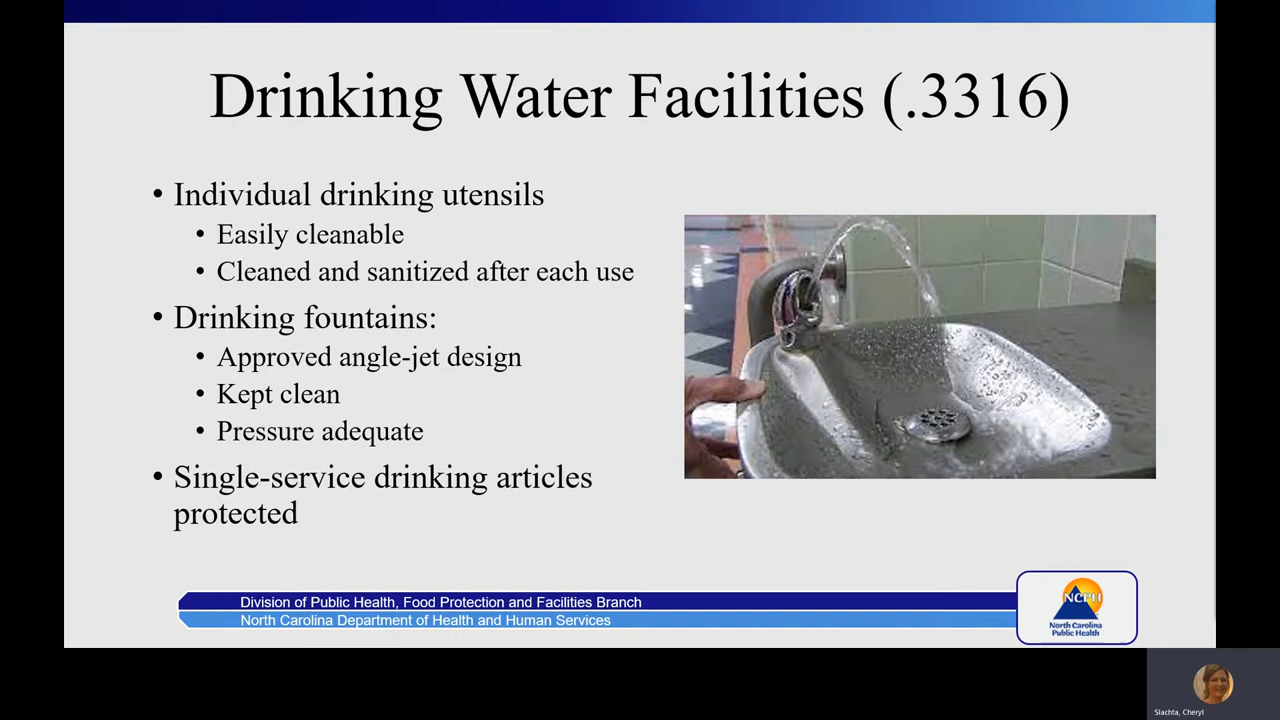 Drinking Water Facilities (.3316)
• Individual drinking utensils
• Easily cleanable
• Cleaned and sanitized after each use
• Drinking fountains:
• Approved angle-jet design
• Kept clean
• Pressure adequate
• Single-service drinking articles
protected
Division of Public Health, Food Protection and Facilities Branch
North Carolina Department of Health and Human Services
NCPH
North Carolina
Public Health
Slachta, Cheryl